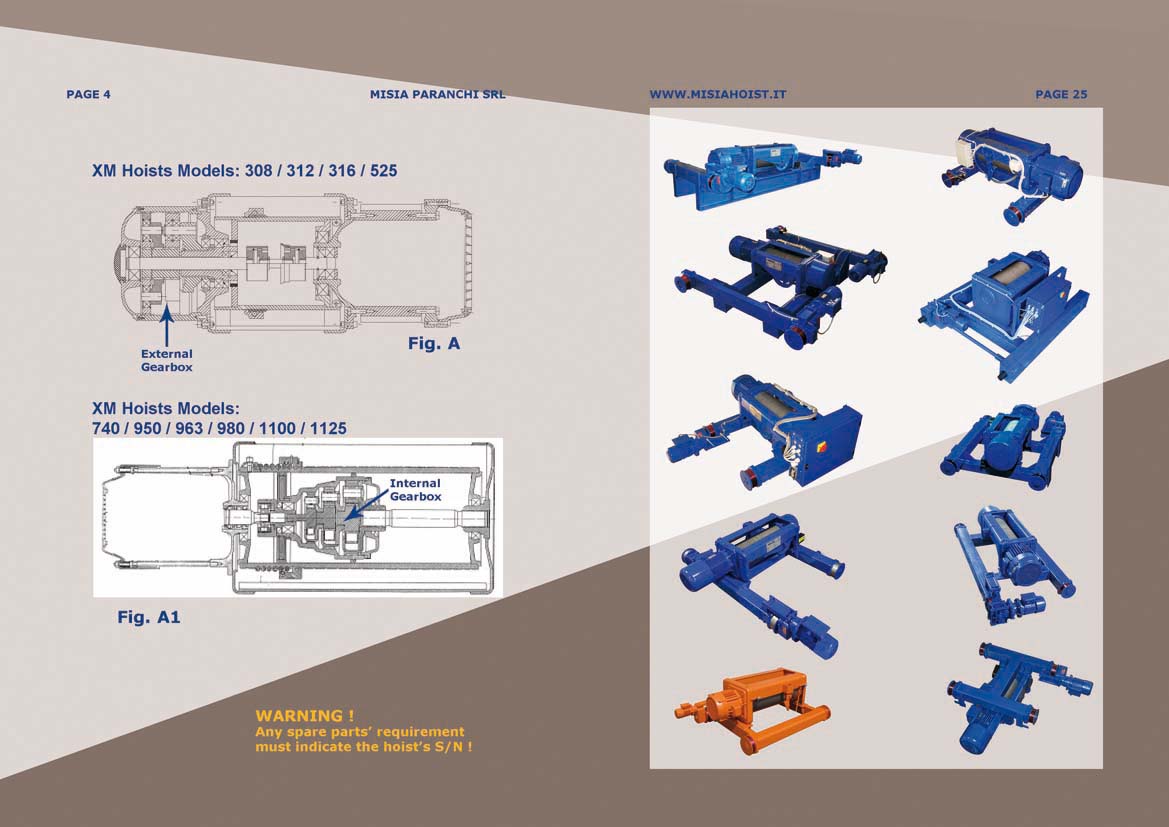 PAGE 4
MISIA PARANCHI SRL
XM Hoists Models: 308 / 312 / 316 / 525
External
Gearbox
Fig. A
XM Hoists Models:
740 / 950 / 963 / 980 / 1100 / 1125
Internal
Gearbox
Fig. A1
WARNING !
Any spare parts’ requirement
must indicate the hoist’s S/N !
WWW.MISIAHOIST.IT
PAGE 25